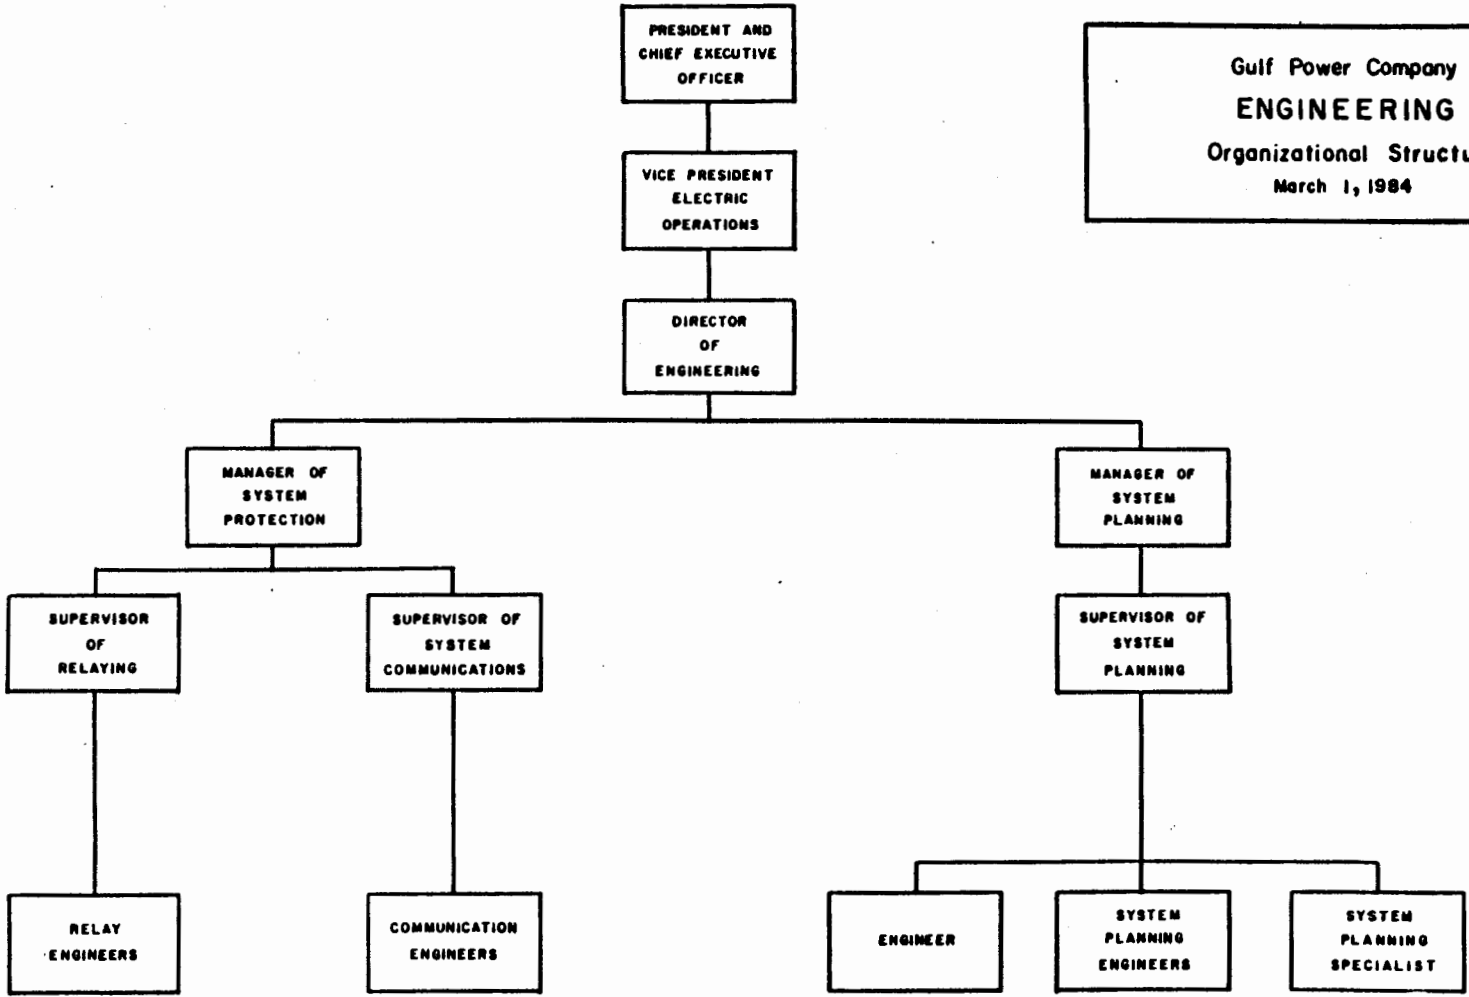 PRESIDENT AND
CHIEF EXECUTIVE
OFFICER
Gulf Power Company
ENGINEERING
Organizational Structu
March 1, 1984
VICE PRESIDENT
ELECTRIC
OPERATIONS
DIRECTOR
OF
ENGINEERING
MANAGER OF
SYSTEM
PROTECTION
MANAGER OF
SYSTEM
PLANNING
SUPERVISOR
OF
RELAYING
SUPERVISOR OF
SYSTEM
COMMUNICATIONS
SUPERVISOR OF
SYSTEM
PLANNING
RELAY
ENGINEERS
COMMUNICATION
ENGINEERS
ENGINEER
SYSTEM
PLANNING
ENGINEERS
SYSTEM
PLANNING
SPECIALIST